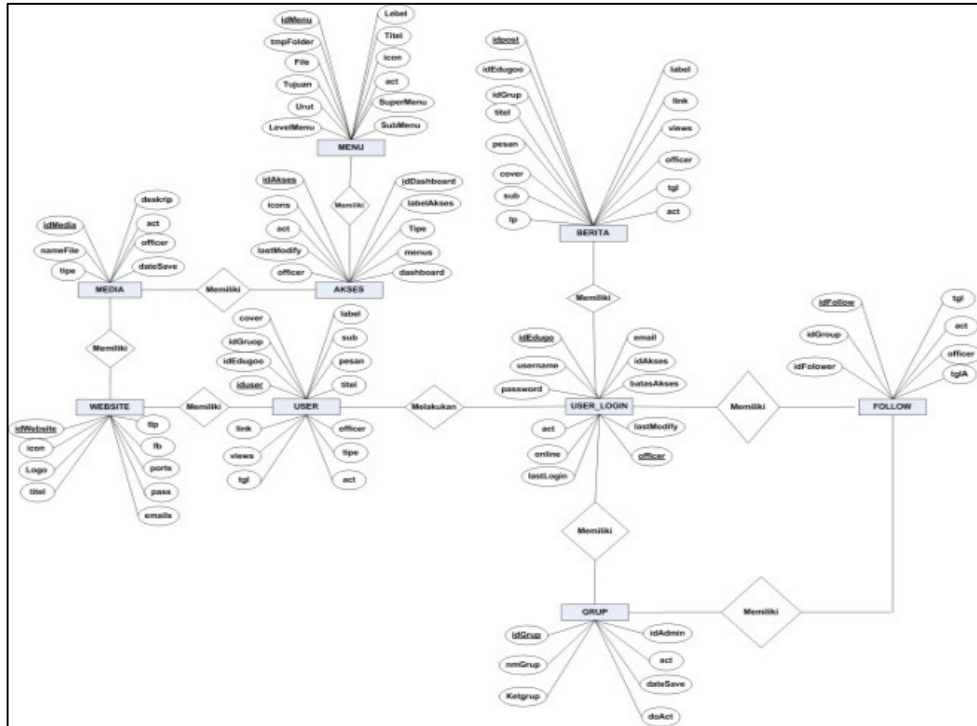 idMenu
tmpFolder
File
Tujuan
Urut
LevelMenu
Lebel
Titel
icon
act
SuperMenu
SubMenu
MENU
Memiliki
idpost
idEdugoo
idGrup
titel
pesan
cover
sub
tp
label
link
views
officer
tgl
act
BERITA
Memiliki
idAkses
icons
act
lastModify
officer
idDashboard
labelAkses
Tipe
menus
dashboard
AKSES
Memiliki
deskrip
idMedia
act
nameFile
officer
tipe
dateSave
MEDIA
Memiliki
cover
idGruop
idEdugoo
iduser
label
sub
pesan
titel
USER
link
views
tgl
officer
tipe
act
Memiliki
WEBSITE
idWebsite
icon
Logo
titel
tlp
fb
ports
pass
emails
Melakukan
idEdugo
username
password
email
idAkses
batasAkses
USER_LOGIN
act
online
lastLogin
lastModify
officer
Memiliki
idFollow
idGroup
idFolower
tgl
act
officer
tglA
FOLLOW
Memiliki
GRUP
Memiliki
idGrup
nmGrup
Ketgrup
idAdmin
act
dateSave
doAct